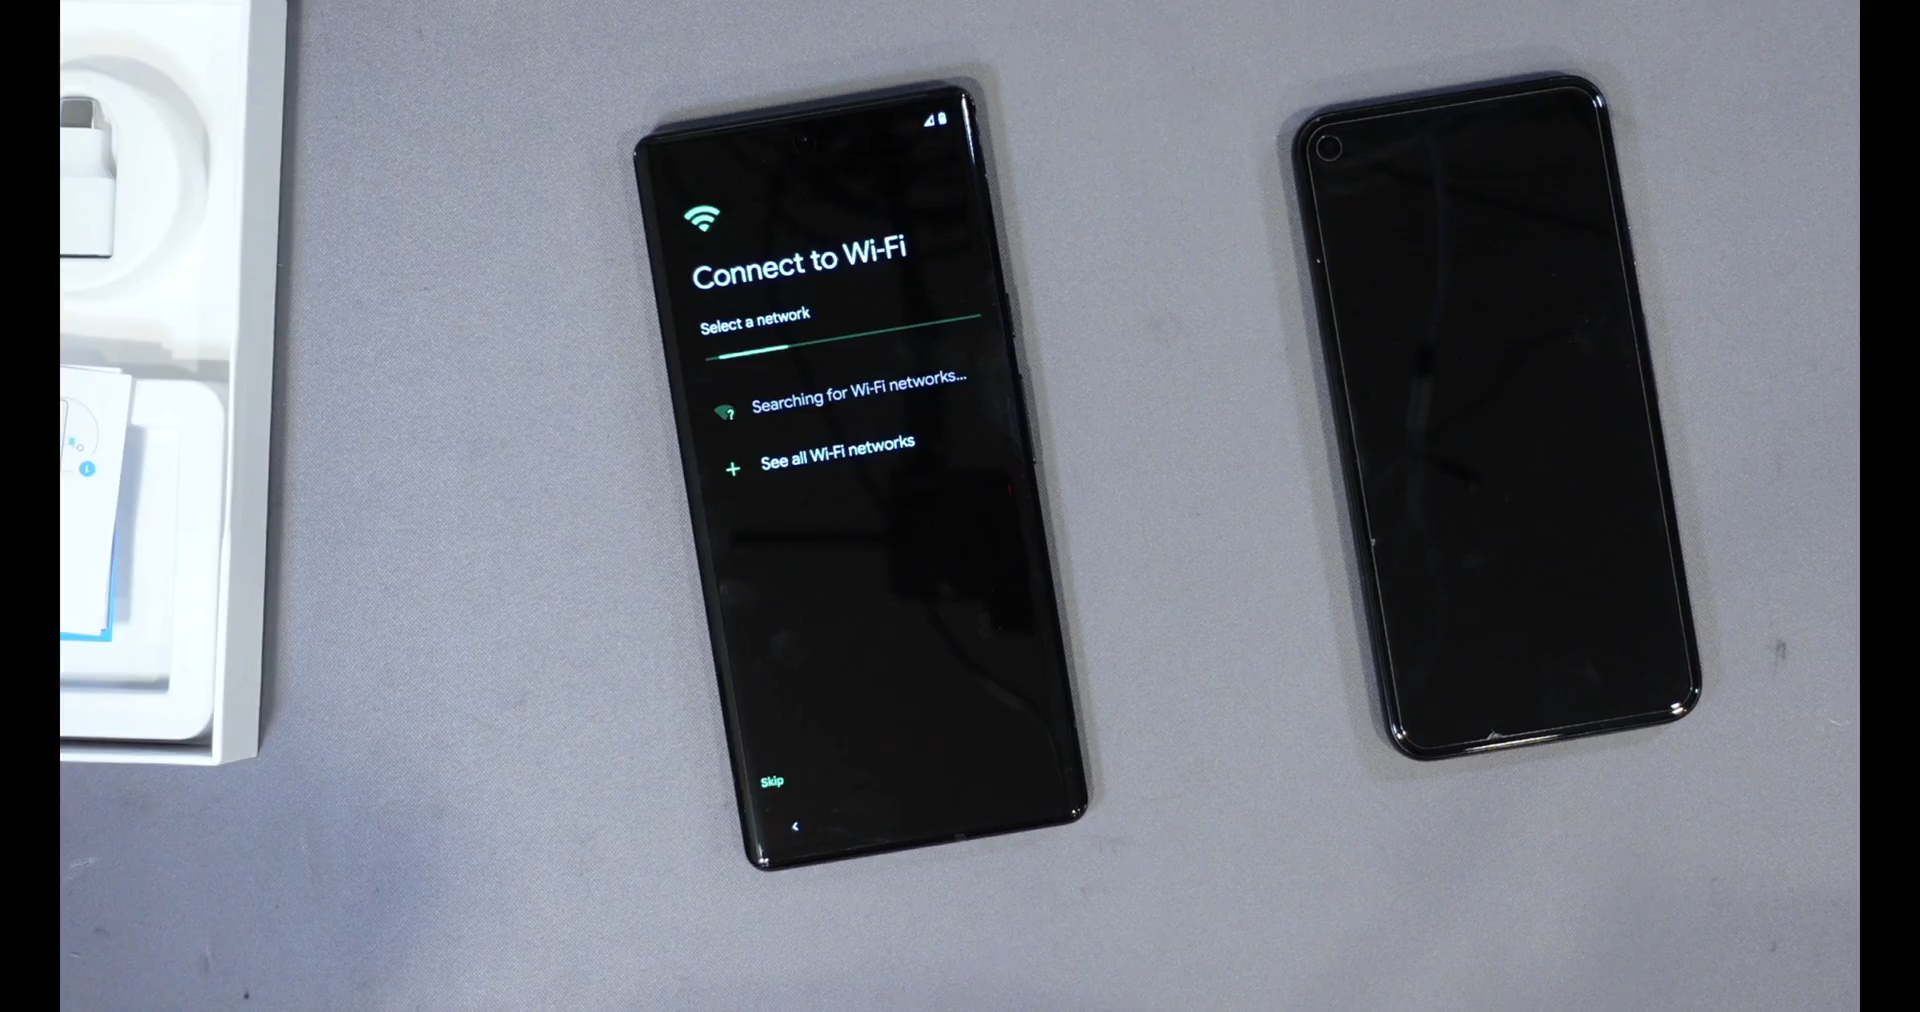 Connect to Wi-Fi
Select a network
Searching for Wi-Fi networks...
See all Wi-Fi networks
Skip